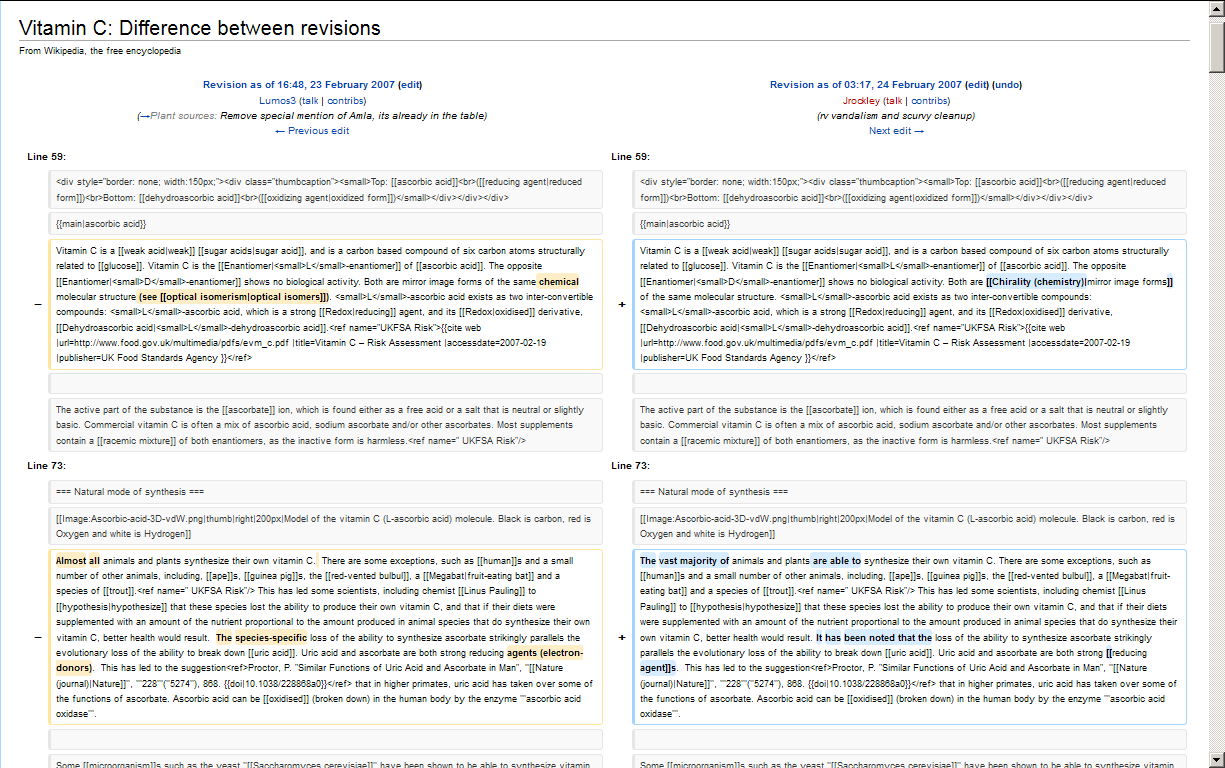 Vitamin C: Difference between revisions
From Wikipedia, the free encyclopedia
Revision as of 16:48, 23 February 2007 (edit)
Lumos3 (talk | contribs)
(→Plant sources: Remove special mention of Amla, its already in the table)
← Previous edit
Revision as of 03:17, 24 February 2007 (edit) (undo)
Jrockley (talk | contribs)
(rv vandalism and scurvy cleanup)
Next edit →
Line 59:
Line 59:
<div style="border: none; width:150px;"><div class="thumbcaption"><small>Top: [[ascorbic acid]]<br>([[reducing agent|reduced
form]])<br>Bottom: [[dehydroascorbic acid]]<br>([[oxidizing agent|oxidized form]])</small></div></div></div>
<div style="border: none; width:150px;"><div class="thumbcaption"><small>Top: [[ascorbic acid]]<br>([[reducing agent|reduced
form]])<br>Bottom: [[dehydroascorbic acid]]<br>([[oxidizing agent|oxidized form]])</small></div></div></div>
{{main|ascorbic acid}}
{{main|ascorbic acid}}
Vitamin C is a [[weak acid|weak]] [[sugar acids|sugar acid]], and is a carbon based compound of six carbon atoms structurally
related to [[glucose]]. Vitamin C is the [[Enantiomer|<small>L</small>-enantiomer]] of [[ascorbic acid]]. The opposite
[[Enantiomer|<small>D</small>-enantiomer]] shows no biological activity. Both are mirror image forms of the same chemical
− molecular structure (see [[optical isomerism|optical isomers]]). <small>L</small>-ascorbic acid exists as two inter-convertible
compounds: <small>L</small>-ascorbic acid, which is a strong [[Redox|reducing]] agent, and its [[Redox|oxidised]] derivative,
[[Dehydroascorbic acid|<small>L</small>-dehydroascorbic acid]].<ref name="UKFSA Risk">{{cite web
|url=http://www.food.gov.uk/multimedia/pdfs/evm_c.pdf |title=Vitamin C – Risk Assessment |accessdate=2007-02-19
|publisher=UK Food Standards Agency }}</ref>
Vitamin C is a [[weak acid|weak]] [[sugar acids|sugar acid]], and is a carbon based compound of six carbon atoms structurally
related to [[glucose]]. Vitamin C is the [[Enantiomer|<small>L</small>-enantiomer]] of [[ascorbic acid]]. The opposite
[[Enantiomer|<small>D</small>-enantiomer]] shows no biological activity. Both are [[Chirality (chemistry)|mirror image forms]]
+ of the same molecular structure. <small>L</small>-ascorbic acid exists as two inter-convertible compounds:
<small>L</small>-ascorbic acid, which is a strong [[Redox|reducing]] agent, and its [[Redox|oxidised]] derivative,
[[Dehydroascorbic acid|<small>L</small>-dehydroascorbic acid]].<ref name="UKFSA Risk">{{cite web
|url=http://www.food.gov.uk/multimedia/pdfs/evm_c.pdf |title=Vitamin C – Risk Assessment |accessdate=2007-02-19
|publisher=UK Food Standards Agency }}</ref>
The active part of the substance is the [[ascorbate]] ion, which is found either as a free acid or a salt that is neutral or slightly
basic. Commercial vitamin C is often a mix of ascorbic acid, sodium ascorbate and/or other ascorbates. Most supplements
contain a [[racemic mixture]] of both enantiomers, as the inactive form is harmless.<ref name=" UKFSA Risk"/>
The active part of the substance is the [[ascorbate]] ion, which is found either as a free acid or a salt that is neutral or slightly
basic. Commercial vitamin C is often a mix of ascorbic acid, sodium ascorbate and/or other ascorbates. Most supplements
contain a [[racemic mixture]] of both enantiomers, as the inactive form is harmless.<ref name=" UKFSA Risk"/>
Line 73:
Line 73:
=== Natural mode of synthesis ===
=== Natural mode of synthesis ===
[[Image:Ascorbic-acid-3D-vdW.png|thumb|right|200px|Model of the vitamin C (L-ascorbic acid) molecule. Black is carbon, red is
Oxygen and white is Hydrogen]]
[[Image:Ascorbic-acid-3D-vdW.png|thumb|right|200px|Model of the vitamin C (L-ascorbic acid) molecule. Black is carbon, red is
Oxygen and white is Hydrogen]]
Almost all animals and plants synthesize their own vitamin C. There are some exceptions, such as [[human]]s and a small
number of other animals, including, [[ape]]s, [[guinea pig]]s, the [[red-vented bulbul]], a [[Megabat|fruit-eating bat]] and a
species of [[trout]].<ref name=" UKFSA Risk"/> This has led some scientists, including chemist [[Linus Pauling]] to
[[hypothesis|hypothesize]] that these species lost the ability to produce their own vitamin C, and that if their diets were
supplemented with an amount of the nutrient proportional to the amount produced in animal species that do synthesize their own
− vitamin C, better health would result. The species-specific loss of the ability to synthesize ascorbate strikingly parallels the
evolutionary loss of the ability to break down [[uric acid]]. Uric acid and ascorbate are both strong reducing agents (electron-
donors). This has led to the suggestion<ref>Proctor, P. "Similar Functions of Uric Acid and Ascorbate in Man", ''[[Nature
(journal)|Nature]]'', '''228'''("5274"), 868. {{doi|10.1038/228868a0}}</ref> that in higher primates, uric acid has taken over some of
the functions of ascorbate. Ascorbic acid can be [[oxidised]] (broken down) in the human body by the enzyme '''ascorbic acid
oxidase'''.
The vast majority of animals and plants are able to synthesize their own vitamin C. There are some exceptions, such as
[[human]]s and a small number of other animals, including, [[ape]]s, [[guinea pig]]s, the [[red-vented bulbul]], a [[Megabat|fruit-
eating bat]] and a species of [[trout]].<ref name=" UKFSA Risk"/> This has led some scientists, including chemist [[Linus
Pauling]] to [[hypothesis|hypothesize]] that these species lost the ability to produce their own vitamin C, and that if their diets
were supplemented with an amount of the nutrient proportional to the amount produced in animal species that do synthesize their
+ own vitamin C, better health would result. It has been noted that the loss of the ability to synthesize ascorbate strikingly
parallels the evolutionary loss of the ability to break down [[uric acid]]. Uric acid and ascorbate are both strong [[reducing
agent]]s. This has led to the suggestion<ref>Proctor, P. "Similar Functions of Uric Acid and Ascorbate in Man", ''[[Nature
(journal)|Nature]]'', '''228'''("5274"), 868. {{doi|10.1038/228868a0}}</ref> that in higher primates, uric acid has taken over some of
the functions of ascorbate. Ascorbic acid can be [[oxidised]] (broken down) in the human body by the enzyme '''ascorbic acid
oxidase'''.
Some [[microorganism]]s such as the yeast ''[[Saccharomyces cerevisiae]]'' have been shown to be able to synthesize vitamin
Some [[microorganism]]s such as the yeast ''[[Saccharomyces cerevisiae]]'' have been shown to be able to synthesize vitamin